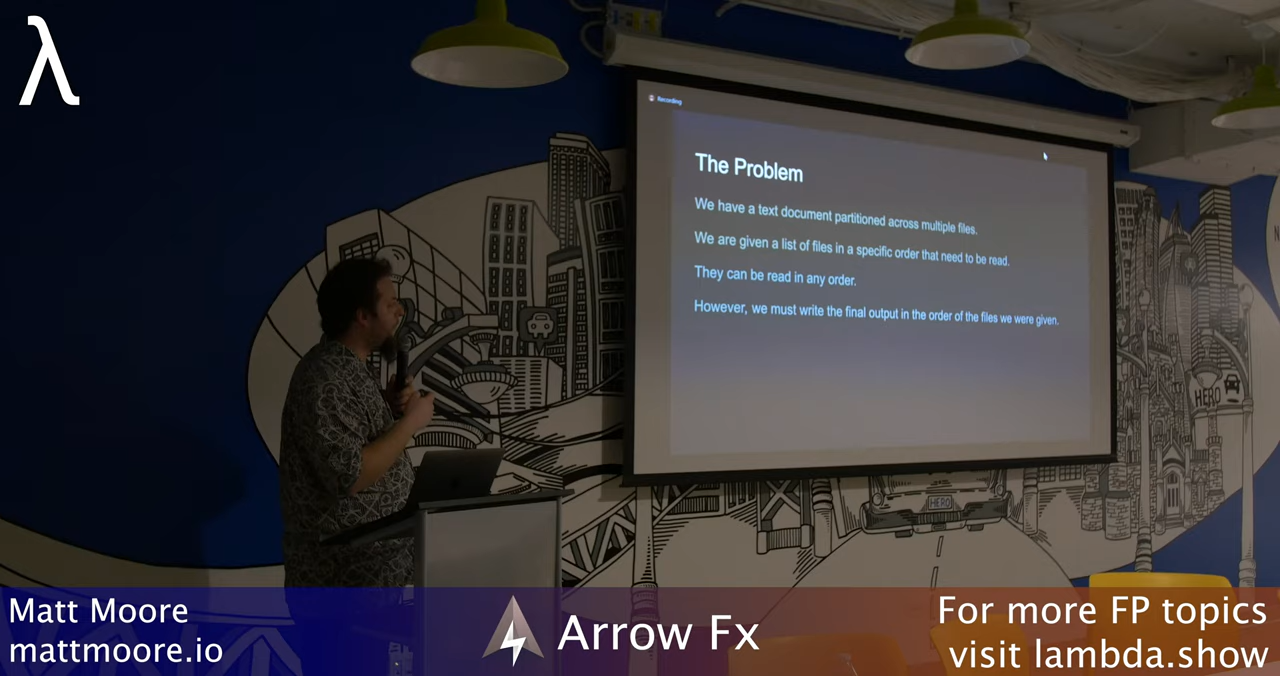 λ
Recording
The Problem
We have a text document partitioned across multiple files.
We are given a list of files in a specific order that need to be read.
They can be read in any order.
However, we must write the final output in the order of the files we were given.
HERO
HERO
Matt Moore
mattmoore.io
Arrow Fx
For more FP topics
visit lambda.show